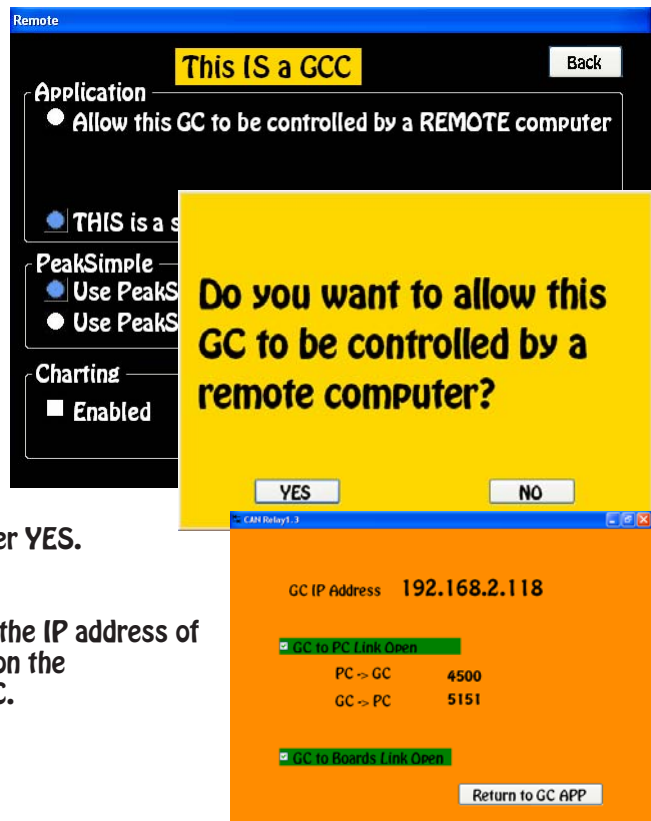 Remote
This IS a GCC
Back
Application
Allow this GC to be controlled by a REMOTE computer
THIS is a s
PeakSimple
Use PeakS
Use PeakS
Charting
Enabled
Do you want to allow this
GC to be controlled by a
remote computer?
YES NO
er YES.
the IP address of
on the
C.
CAN Relay1.3
GC IP Address 192.168.2.118
GC to PC Link Open
PC -> GC 4500
GC -> PC 5151
GC to Boards Link Open
Return to GC APP